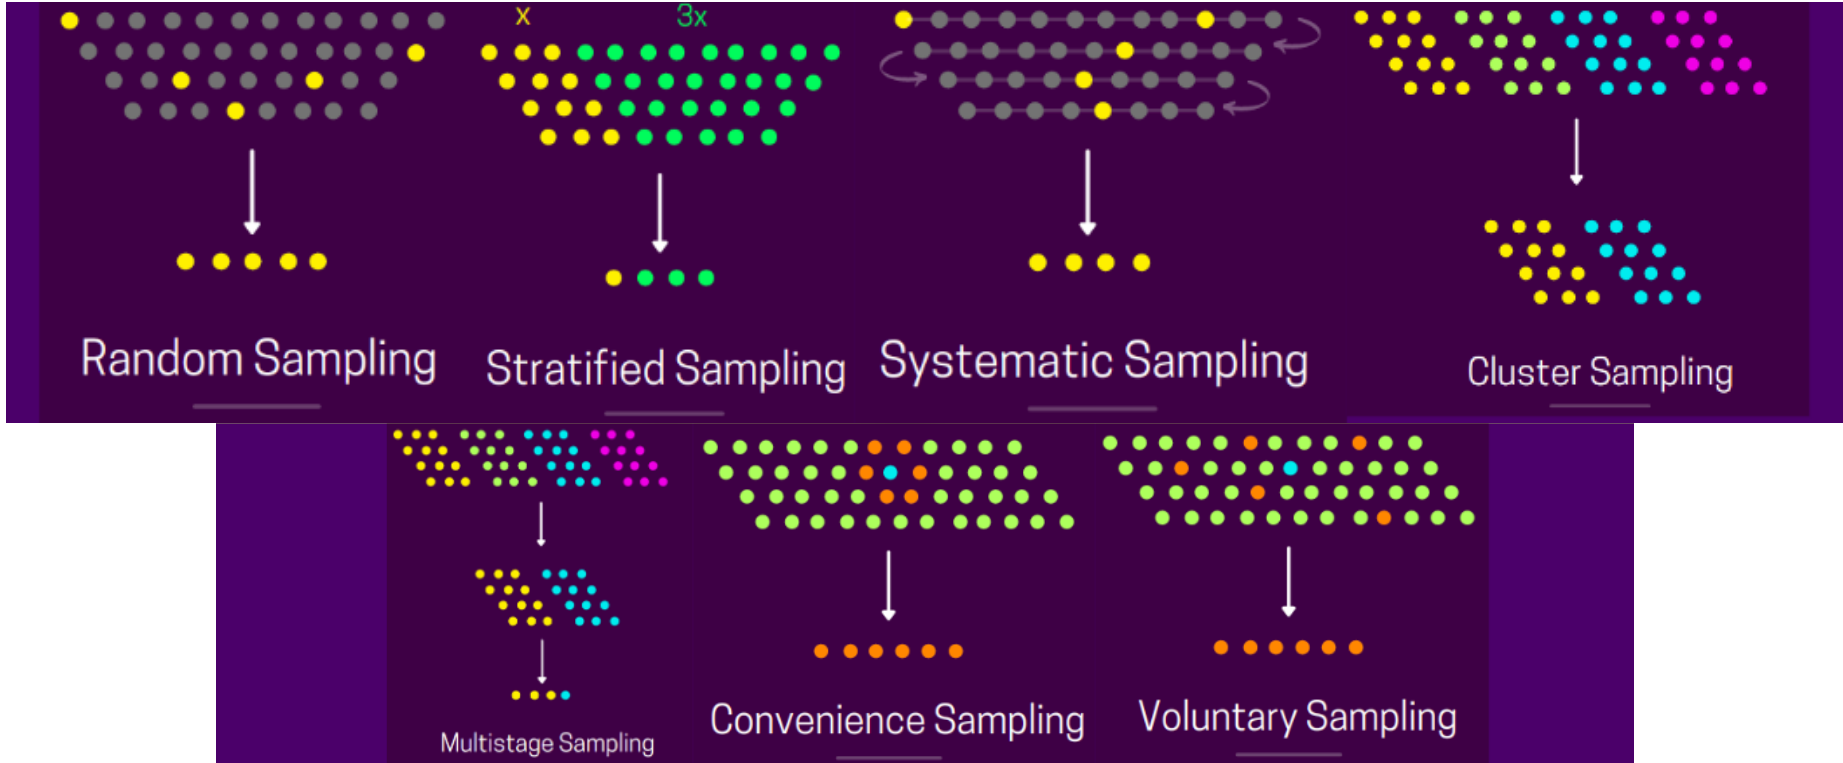 x 3x
Random Sampling
Stratified Sampling
Systematic Sampling
Cluster Sampling
Multistage Sampling
Convenience Sampling
Voluntary Sampling